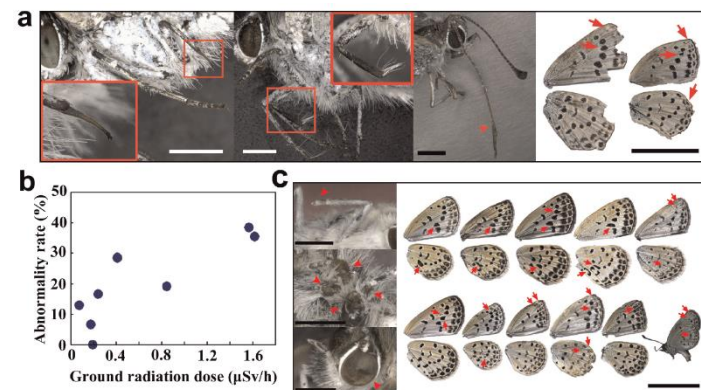 a
b
Abnormality rate (%)
50
40
30
20
10
0
0
0.4
0.8
1.2
1.6
Ground radiation dose (μSv/h)
c